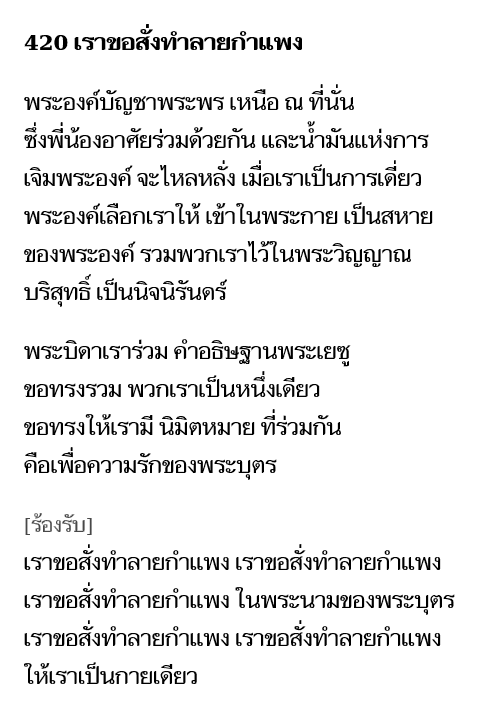 420 เราขอสั่งทำลายกำแพง
พระองค์บัญชาพระพร เหนือ ณ ที่นั่น
ซึ่งพี่น้องอาศัยร่วมด้วยกัน และน้ำมันแห่งการ
เจิมพระองค์ จะไหลหลั่ง เมื่อเราเป็นการเดี่ยว
พระองค์เลือกเราให้ เข้าในพระกาย เป็นสหาย
ของพระองค์ รวมพวกเราไว้ในพระวิญญาณ
บริสุทธิ์ เป็นนิจนิรันดร์
พระบิดาเราร่วม คำอธิษฐานพระเยซู
ขอทรงรวม พวกเราเป็นหนึ่งเดียว
ขอทรงให้เรามี นิมิตหมาย ที่ร่วมกัน
คือเพื่อความรักของพระบุตร
[ร้องรับ]
เราขอสั่งทำลายกำแพง เราขอสั่งทำลายกำแพง
เราขอสั่งทำลายกำแพง ในพระนามของพระบุตร
เราขอสั่งทำลายกำแพง เราขอสั่งทำลายกำแพง
ให้เราเป็นกายเดียว